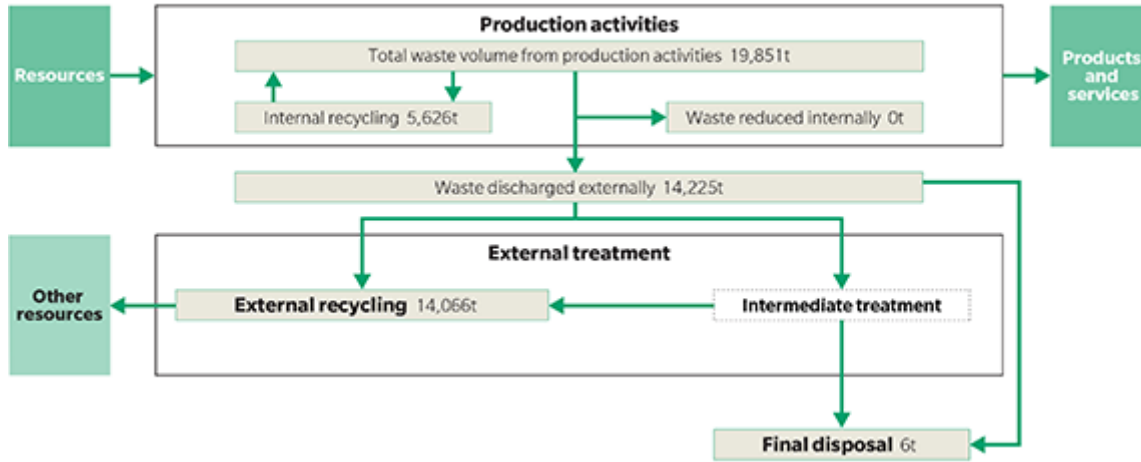 Production activities
Total waste volume from production activities 19,851t
Resources
Products
and
services
Internal recycling 5,626t
Waste reduced internally 0t
Waste discharged externally 14,225t
External treatment
Other
resources
External recycling 14,066t
Intermediate treatment
Final disposal 6t